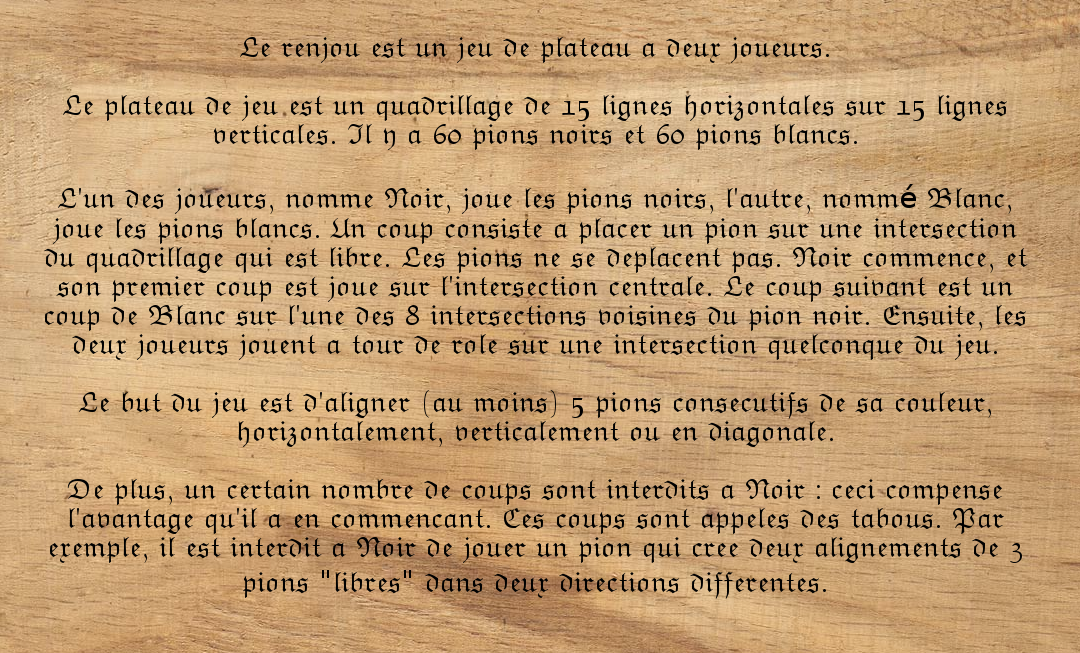 Le renjou est un jeu de plateau a deux joueurs.
Le plateau de jeu est un quadrillage de 15 lignes horizontales sur 15 lignes
verticales. Il y a 60 pions noirs et 60 pions blancs.
L'un des joueurs, nomme Noir, joue les pions noirs, l'autre, nommé Blanc,
joue les pions blancs. Un coup consiste a placer un pion sur une intersection
du quadrillage qui est libre. Les pions ne se deplacent pas. Noir commence, et
son premier coup est joue sur l'intersection centrale. Le coup suivant est un
coup de Blanc sur l'une des 8 intersections voisines du pion noir. Ensuite, les
deux joueurs jouent a tour de role sur une intersection quelconque du jeu.
Le but du jeu est d'aligner (au moins) 5 pions consecutifs de sa couleur,
horizontalement, verticalement ou en diagonale.
De plus, un certain nombre de coups sont interdits a Noir : ceci compense
l'avantage qu'il a en commencant. Ces coups sont appeles des tabous. Par
exemple, il est interdit a Noir de jouer un pion qui cree deux alignements de 3
pions "libres" dans deux directions differentes.